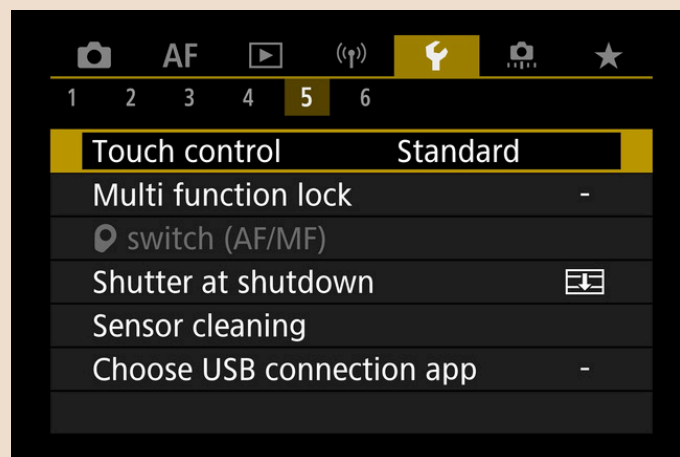 AF
1 2 3 4 5 6
Touch control Standard
Multi function lock -
switch (AF/MF)
Shutter at shutdown
Sensor cleaning
Choose USB connection app -